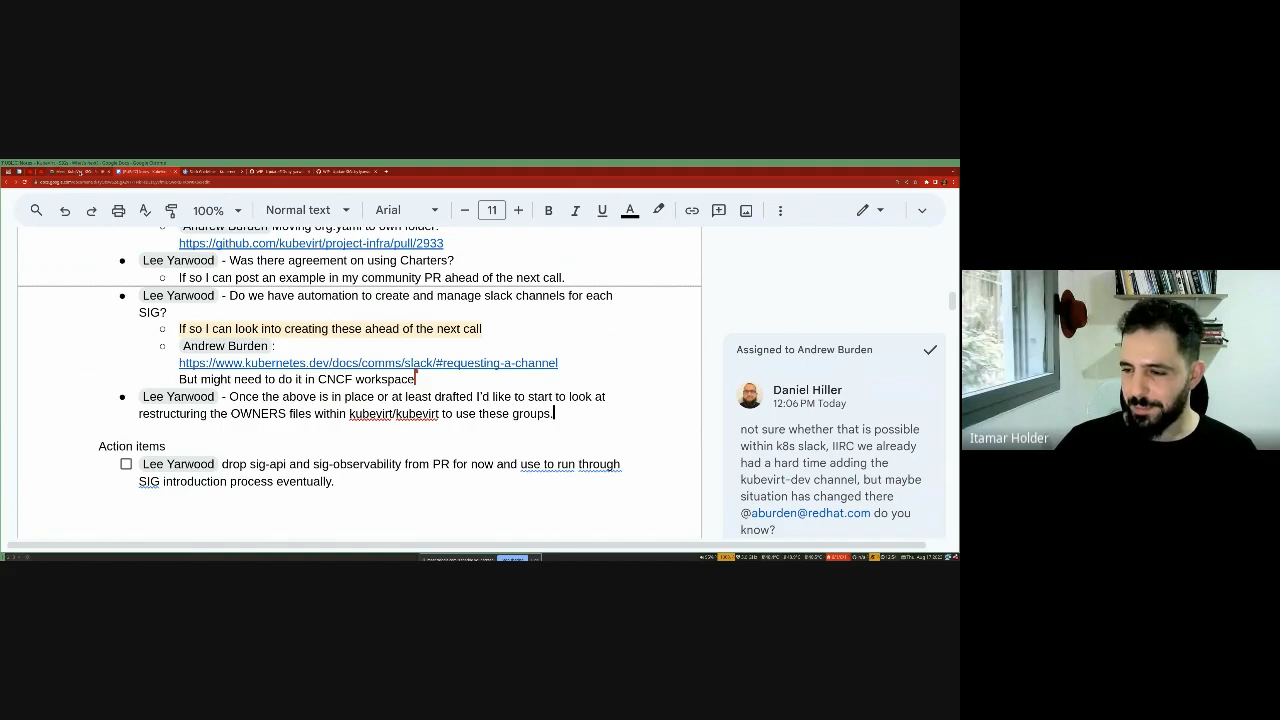 100%
Normal text
Arial
11
Andrew Burden Moving org.yaml to own folder:
https://github.com/kubevirt/project-infra/pull/2933
● Lee Yarwood - Was there agreement on using Charters?
○ If so I can post an example in my community PR ahead of the next call.
● Lee Yarwood - Do we have automation to create and manage slack channels for each
SIG?
○ If so I can look into creating these ahead of the next call
○ Andrew Burden :
https://www.kubernetes.dev/docs/comms/slack/#requesting-a-channel
But might need to do it in CNCF workspace
● Lee Yarwood - Once the above is in place or at least drafted I'd like to start to look at
restructuring the OWNERS files within kubevirt/kubevirt to use these groups.
Action items
Lee Yarwood drop sig-api and sig-observability from PR for now and use to run through
SIG introduction process eventually.
Assigned to Andrew Burden
Daniel Hiller
12:06 PM Today
not sure whether that is possible
within k8s slack, IIRC we already
had a hard time adding the
kubevirt-dev channel, but maybe
situation has changed there
@aburden@redhat.com do you
know?
Itamar Holder